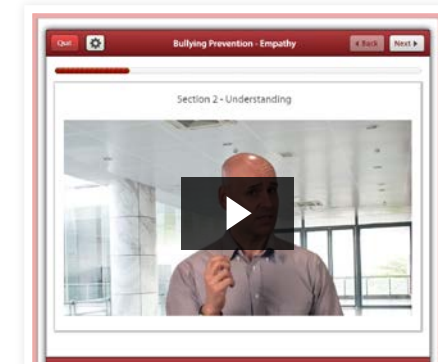 Quit
Bullying Prevention - Empathy
Back
Next
Section 2 - Understanding